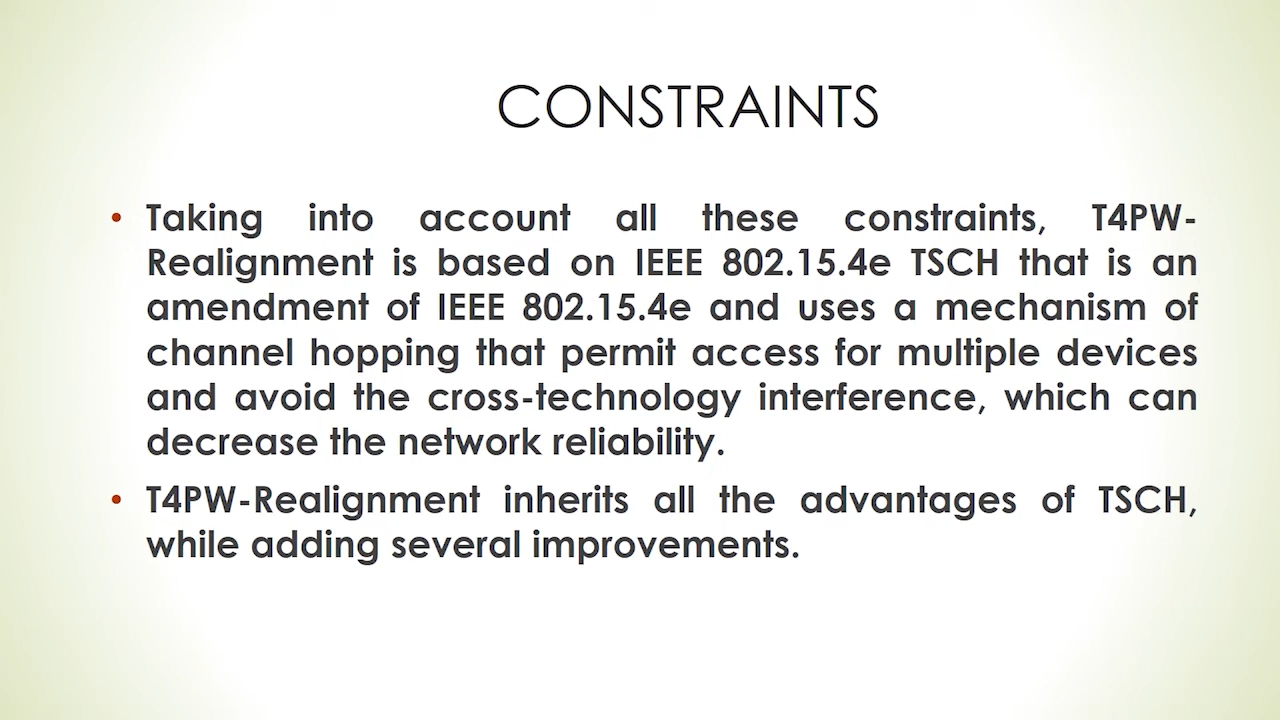 CONSTRAINTS
• Taking into account all these constraints, T4PW-
Realignment is based on IEEE 802.15.4e TSCH that is an
amendment of IEEE 802.15.4e and uses a mechanism of
channel hopping that permit access for multiple devices
and avoid the cross-technology interference, which can
decrease the network reliability.
• T4PW-Realignment inherits all the advantages of TSCH,
while adding several improvements.